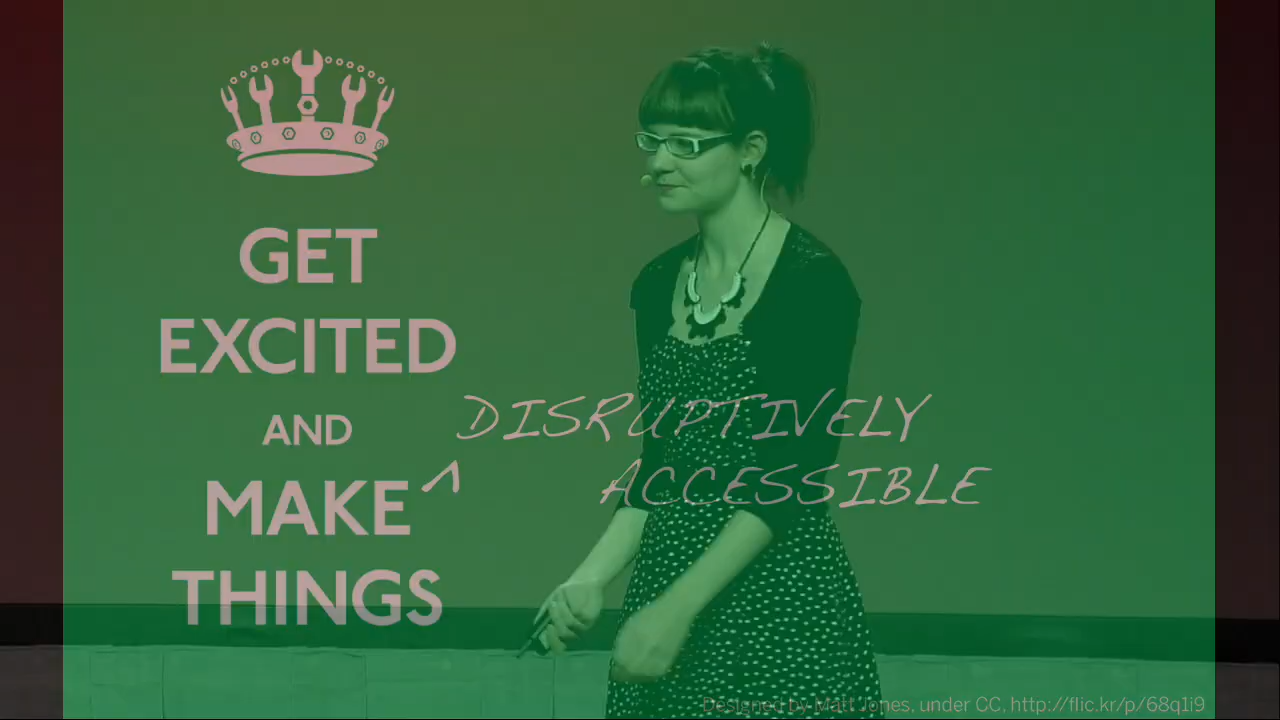 GET
EXCITED
AND
MAKE ^ DISRUPTIVELY
ACCESSIBLE
THINGS
Designed by Matt Jones, under CC, http://flic.kr/p/68q1i9